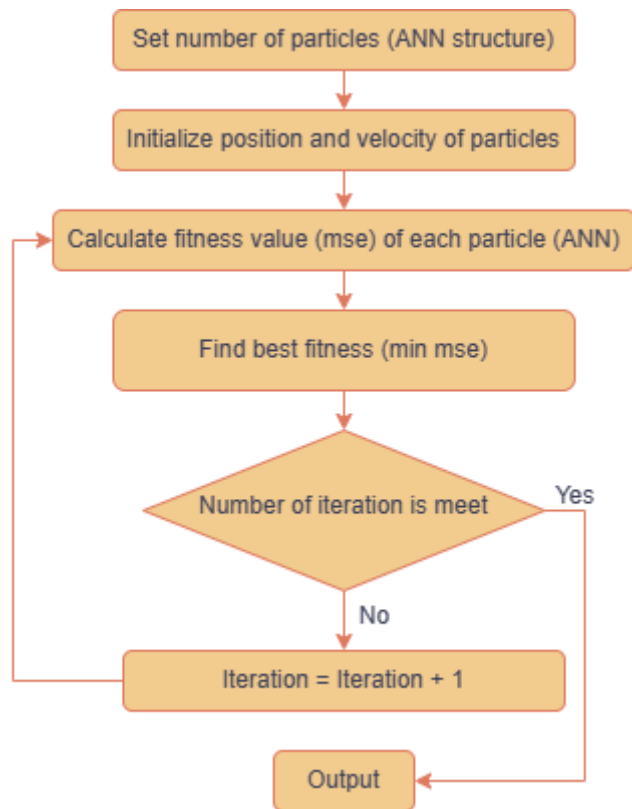 Set number of particles (ANN structure)
Initialize position and velocity of particles
Calculate fitness value (mse) of each particle (ANN)
Find best fitness (min mse)
Number of iteration is meet
Yes
No
Iteration = Iteration + 1
Output